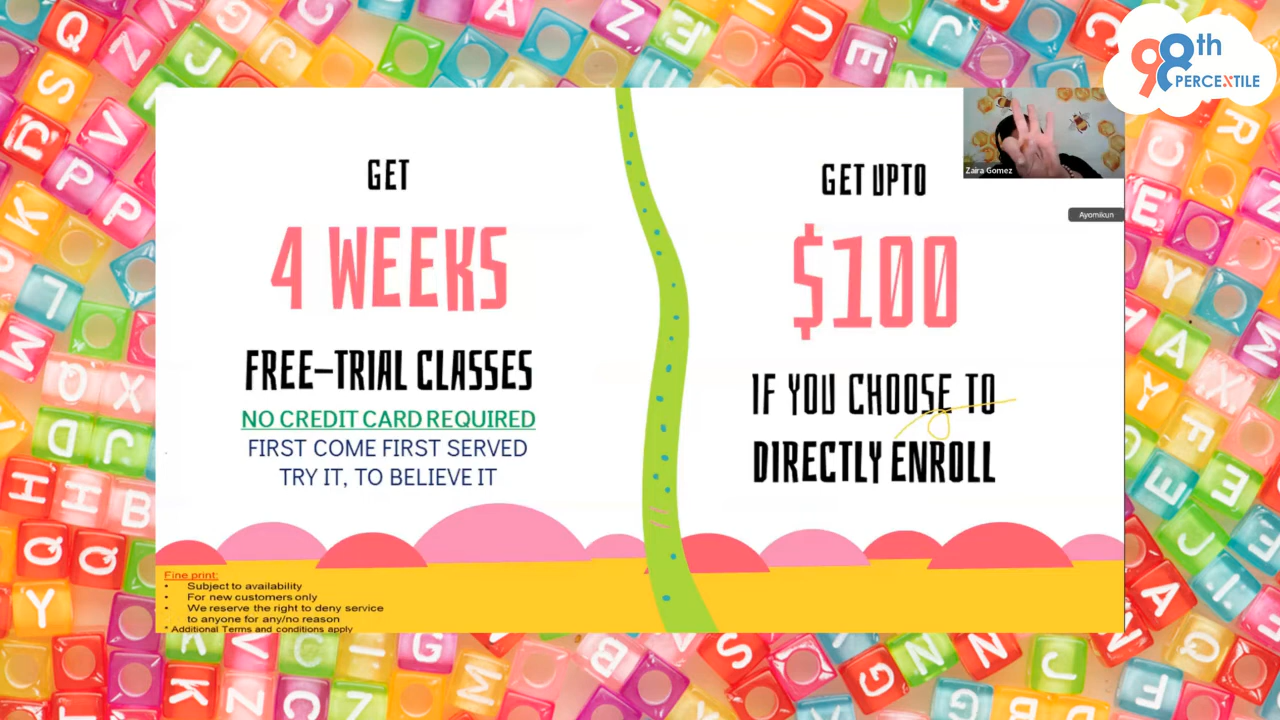 98th
PERCENTILE
GET
4 WEEKS
FREE–TRIAL CLASSES
NO CREDIT CARD REQUIRED
FIRST COME FIRST SERVED
TRY IT, TO BELIEVE IT
GET UPTO
$100
IF YOU CHOOSE TO
DIRECTLY ENROLL
Zaira Gomez
Ayomikun
Fine print:
• Subject to availability
• For new customers only
• We reserve the right to deny service
to anyone for any/no reason
* Additional Terms and conditions apply